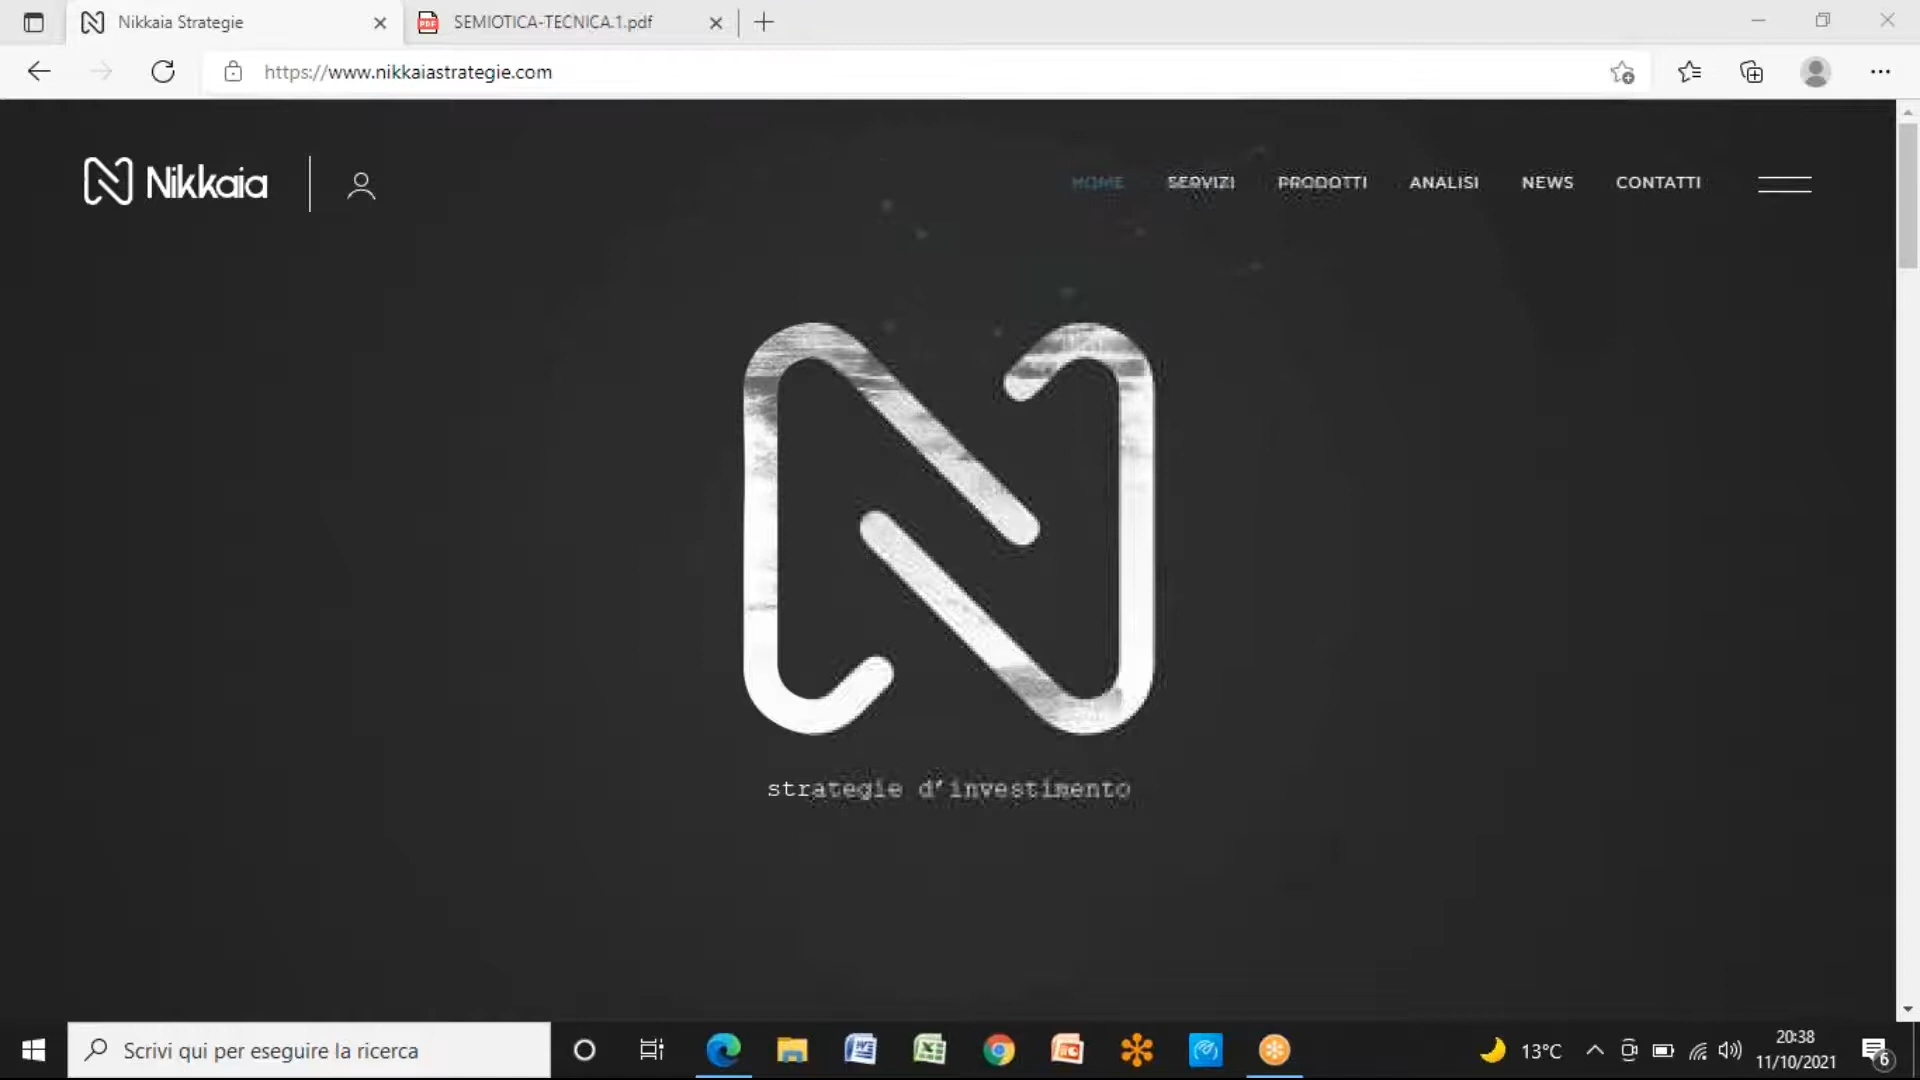 Nikkaia Strategie
SEMIOTICA-TECNICA.1.pdf
https://www.nikkaiastrategie.com
Nikkaia
HOME SERVIZI PRODOTTI ANALISI NEWS CONTATTI
strategie d'investimento
Scrivi qui per eseguire la ricerca
13°C
20:38
11/10/2021
6